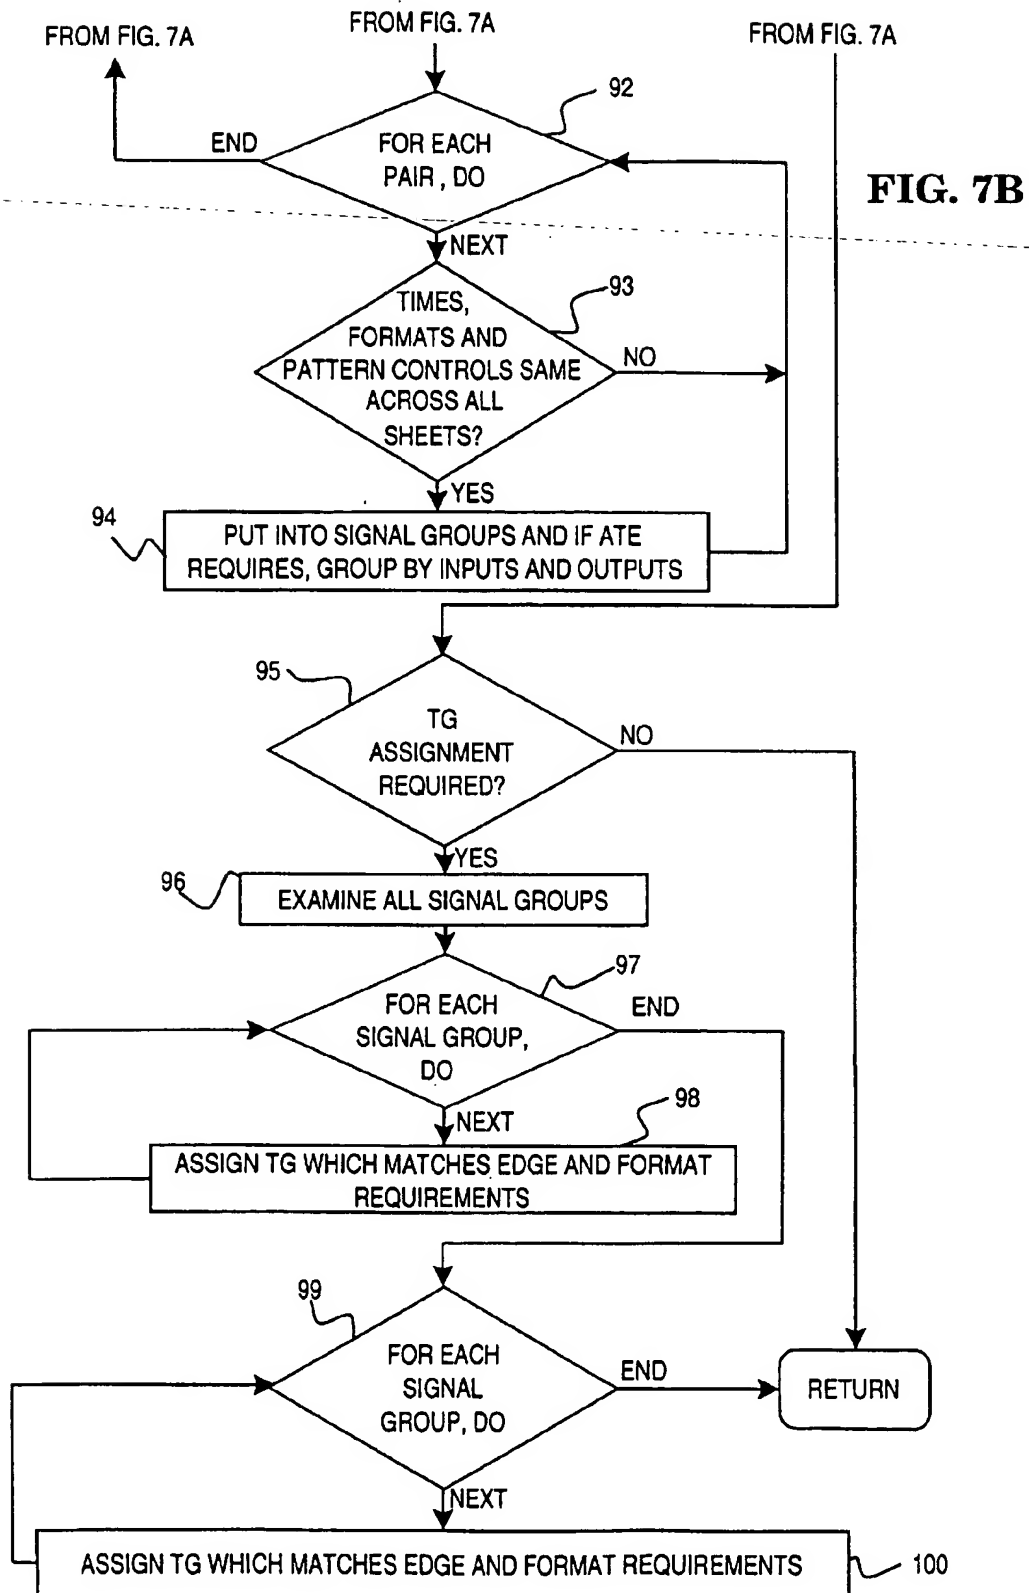 FROM FIG. 7A
FROM FIG. 7A
FROM FIG. 7A
92
END
FOR EACH
PAIR , DO
FIG. 7B
NEXT
93
TIMES,
FORMATS AND
PATTERN CONTROLS SAME
ACROSS ALL
SHEETS?
NO
YES
94
PUT INTO SIGNAL GROUPS AND IF ATE
REQUIRES, GROUP BY INPUTS AND OUTPUTS
95
TG
ASSIGNMENT
REQUIRED?
NO
YES
96
EXAMINE ALL SIGNAL GROUPS
97
FOR EACH
SIGNAL GROUP,
DO
END
NEXT
98
ASSIGN TG WHICH MATCHES EDGE AND FORMAT
REQUIREMENTS
99
FOR EACH
SIGNAL
GROUP, DO
END
RETURN
NEXT
ASSIGN TG WHICH MATCHES EDGE AND FORMAT REQUIREMENTS
100